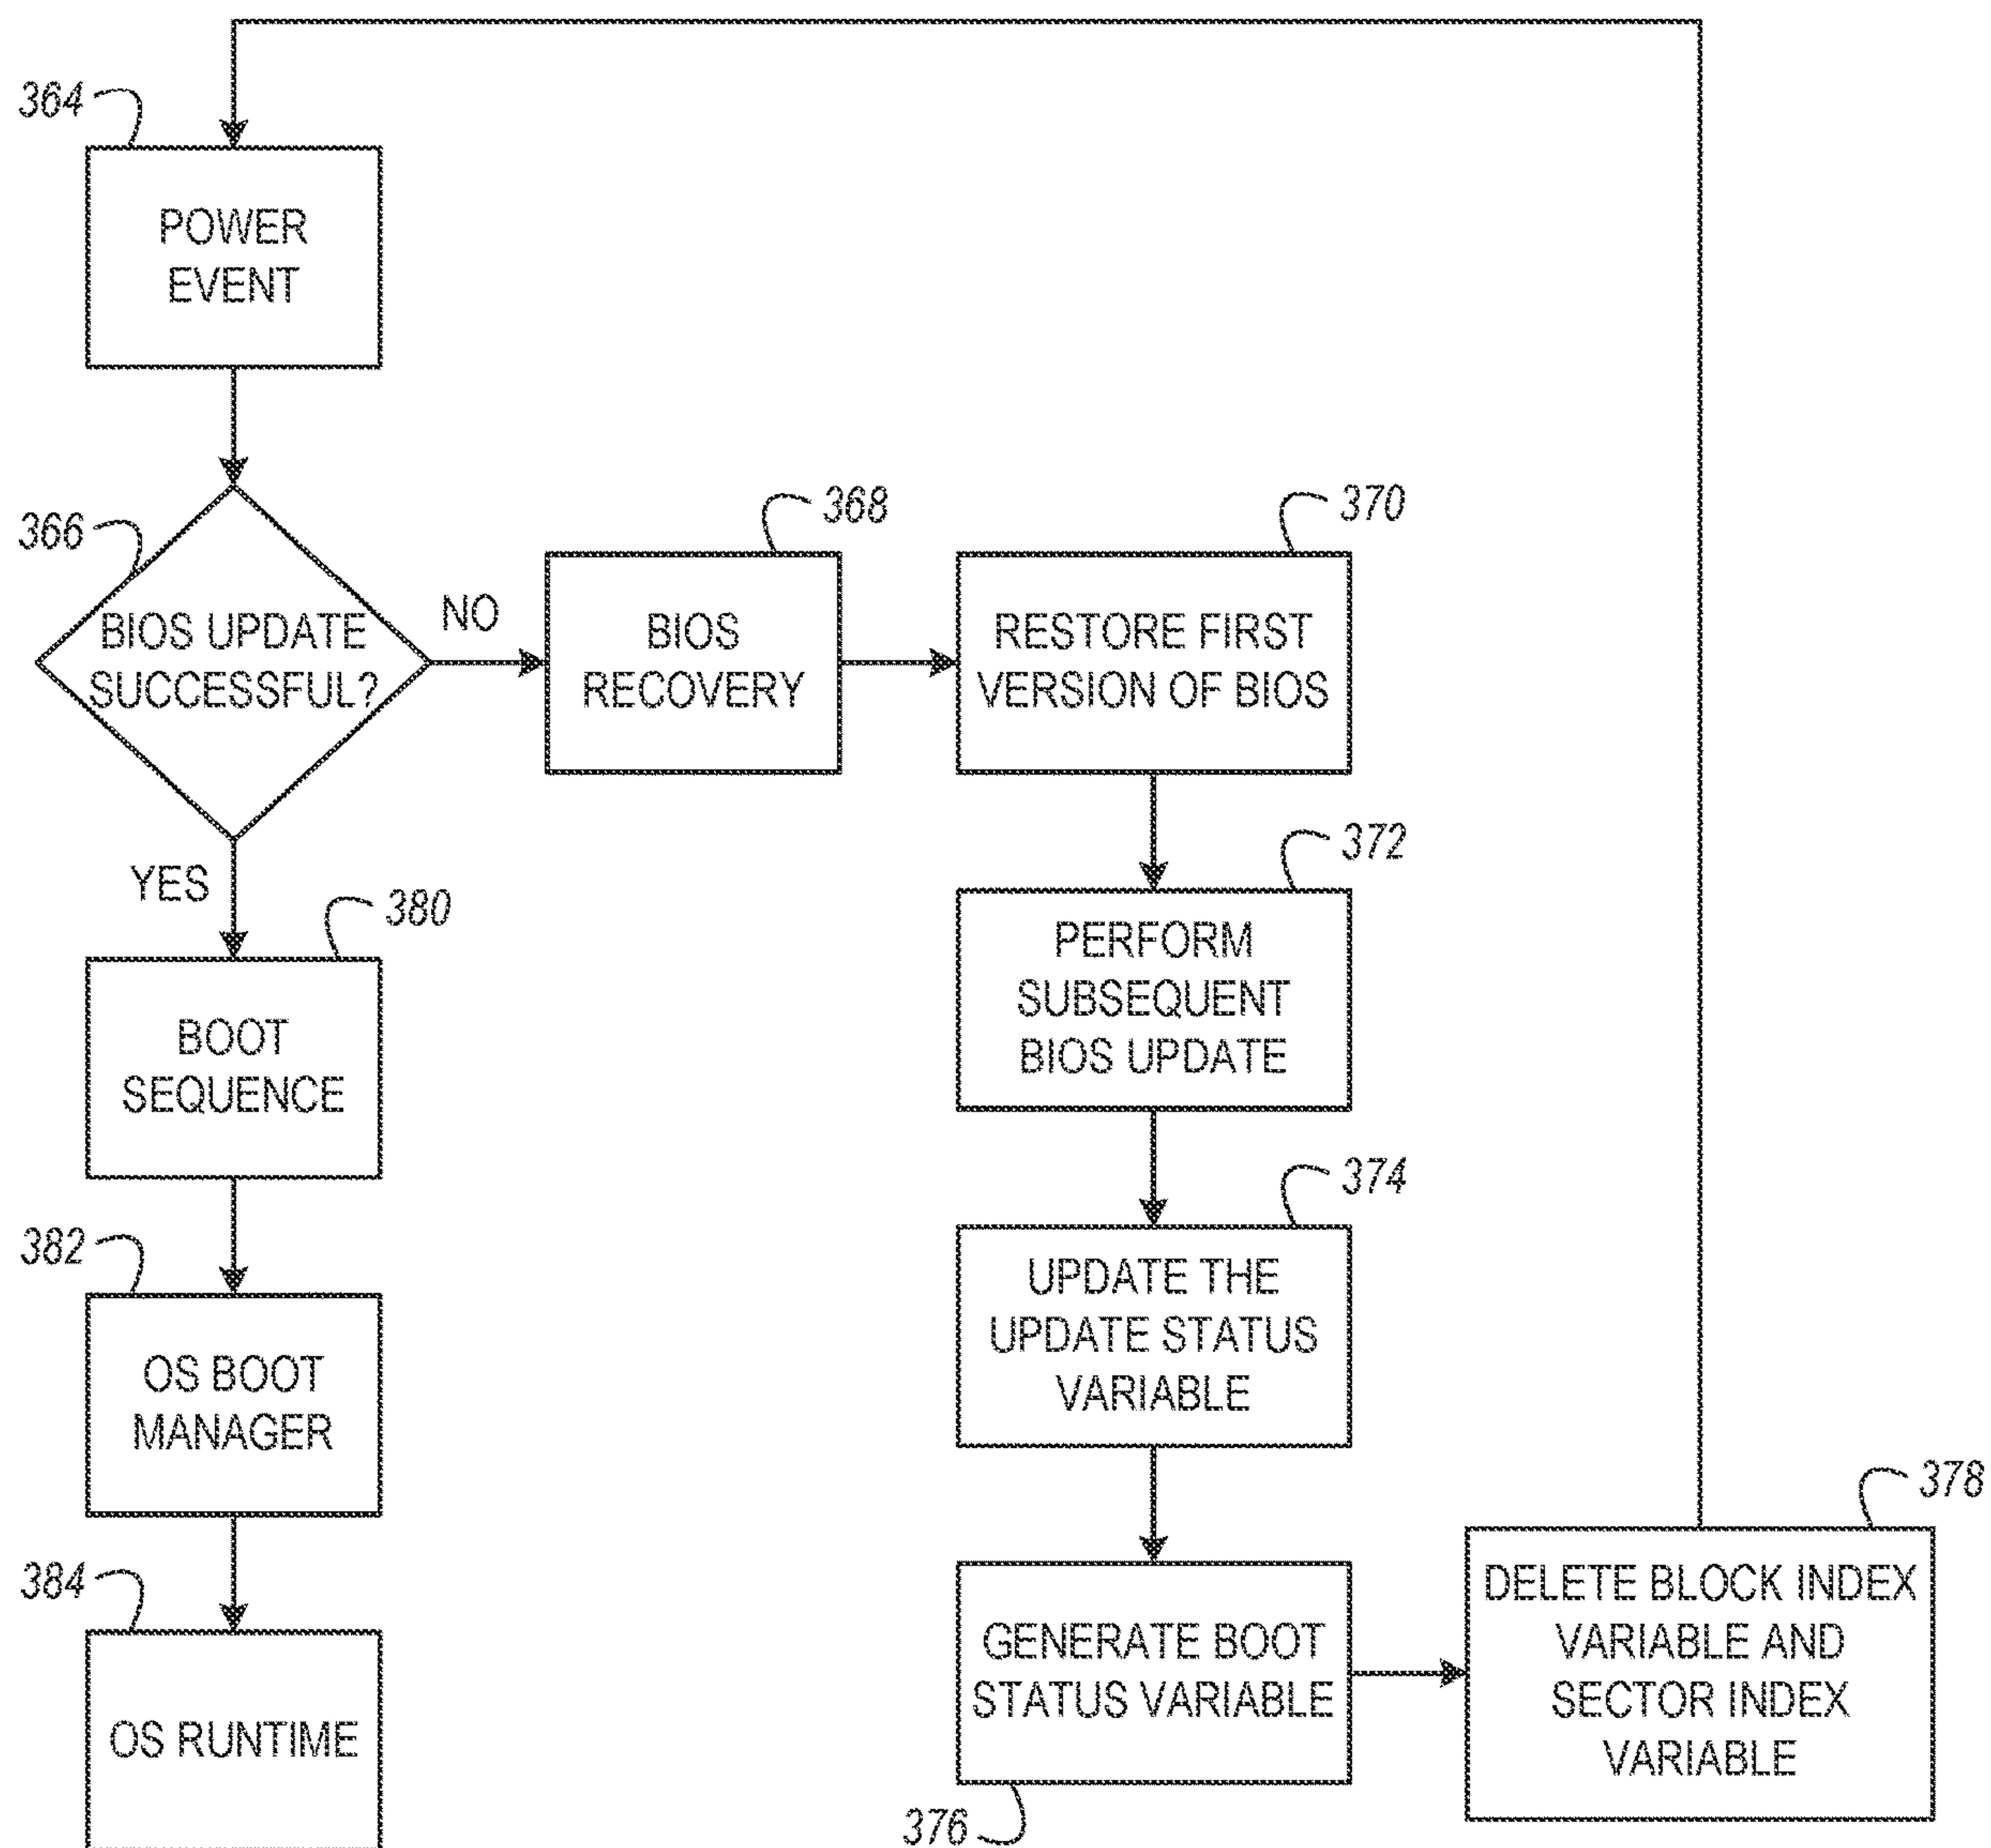 364
POWER
EVENT
366
BIOS UPDATE
SUCCESSFUL?
NO
YES
368
BIOS
RECOVERY
370
RESTORE FIRST
VERSION OF BIOS
372
PERFORM
SUBSEQUENT
BIOS UPDATE
374
UPDATE THE
UPDATE STATUS
VARIABLE
376
GENERATE BOOT
STATUS VARIABLE
378
DELETE BLOCK INDEX
VARIABLE AND
SECTOR INDEX
VARIABLE
380
BOOT
SEQUENCE
382
OS BOOT
MANAGER
384
OS RUNTIME